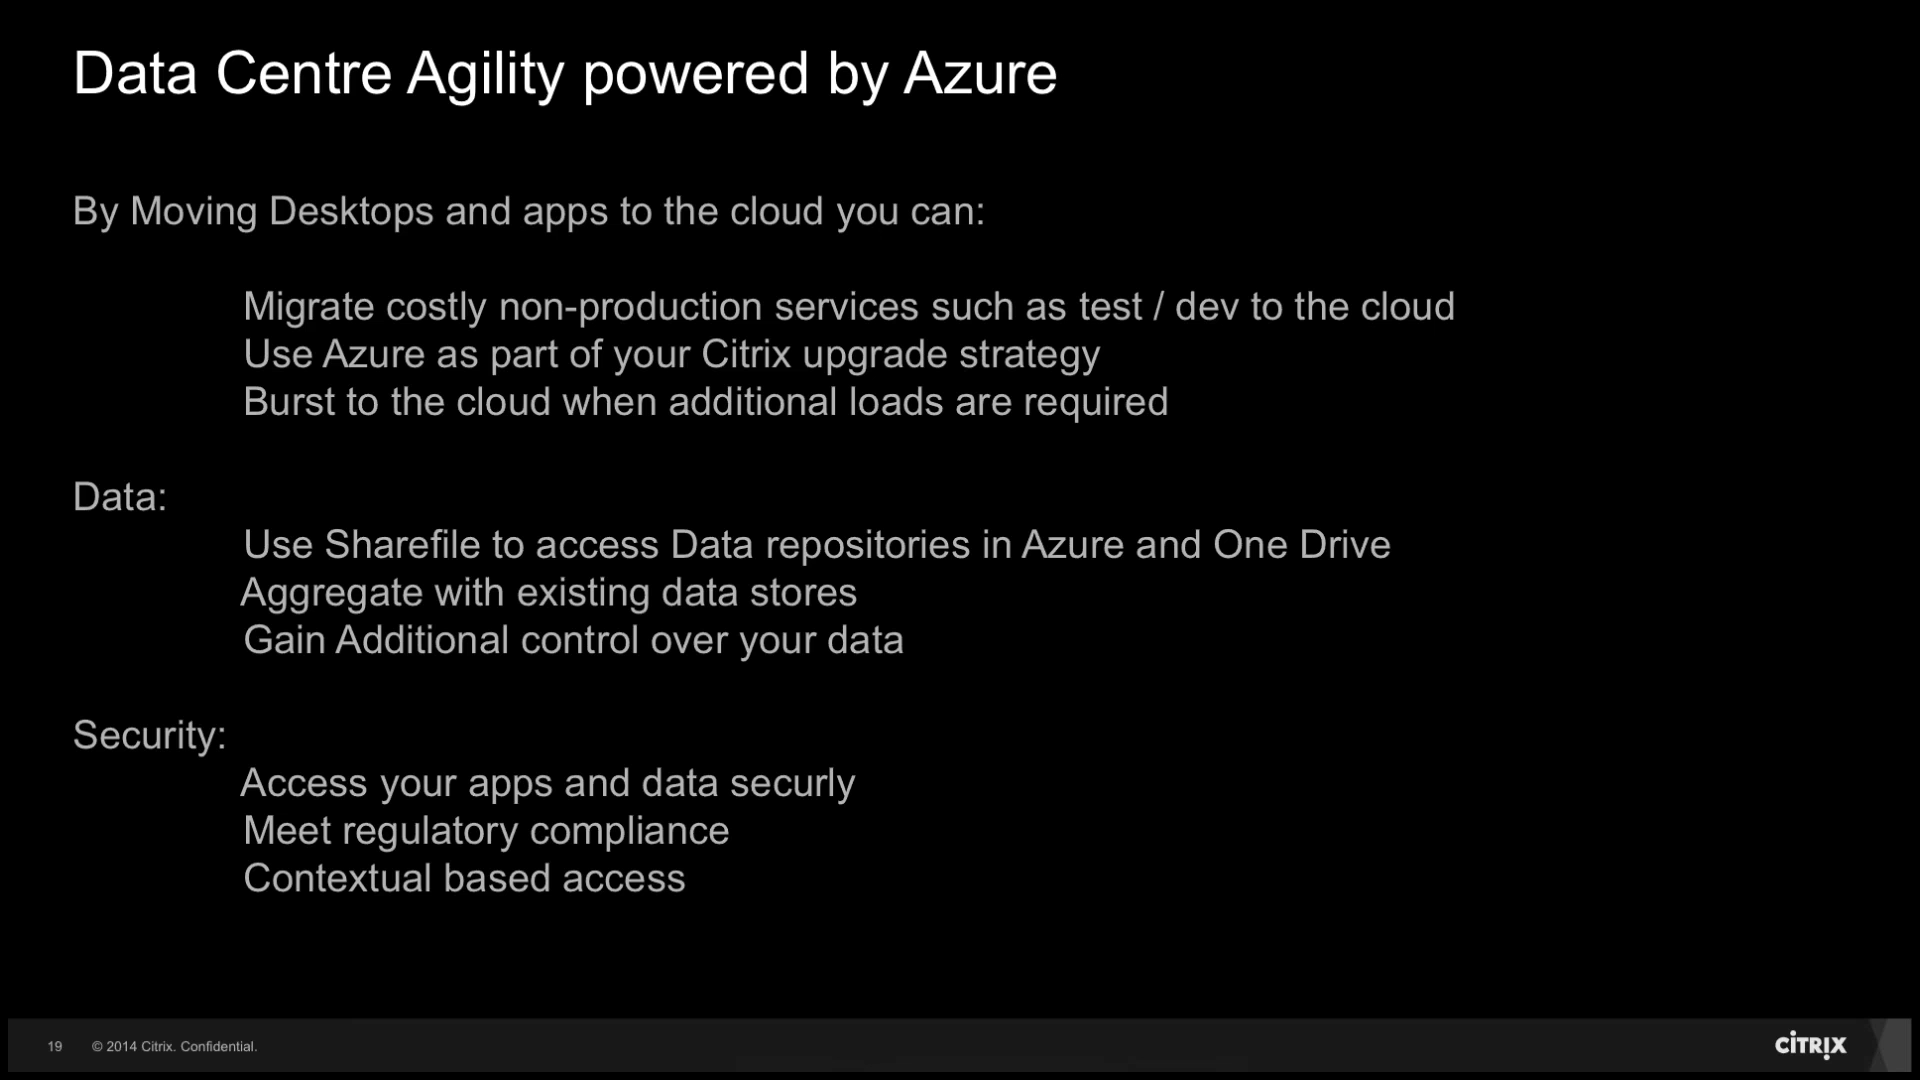 Data Centre Agility powered by Azure
By Moving Desktops and apps to the cloud you can:
Migrate costly non-production services such as test / dev to the cloud
Use Azure as part of your Citrix upgrade strategy
Burst to the cloud when additional loads are required
Data:
Use Sharefile to access Data repositories in Azure and One Drive
Aggregate with existing data stores
Gain Additional control over your data
Security:
Access your apps and data securly
Meet regulatory compliance
Contextual based access
19 © 2014 Citrix. Confidential.
CİTRIX